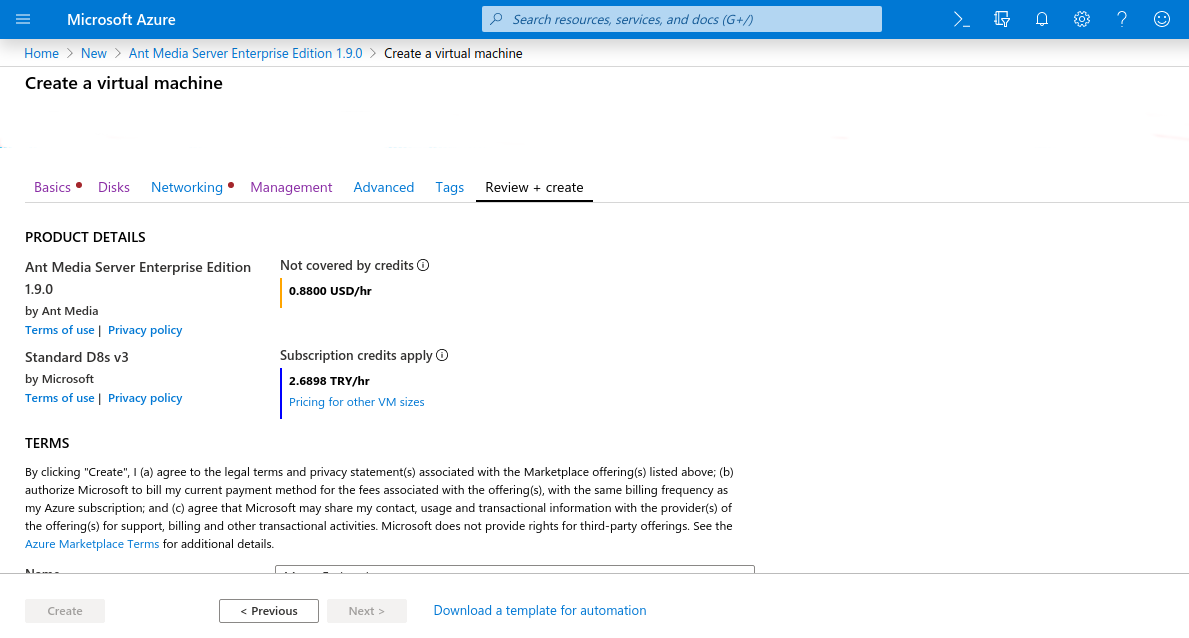 Microsoft Azure
Search resources, services, and docs (G+/)
Home > New > Ant Media Server Enterprise Edition 1.9.0 > Create a virtual machine
Create a virtual machine
Basics Disks Networking Management Advanced Tags Review + create
PRODUCT DETAILS
Ant Media Server Enterprise Edition
1.9.0
by Ant Media
Terms of use | Privacy policy
Not covered by credits
0.8800 USD/hr
Standard D8s v3
by Microsoft
Terms of use | Privacy policy
Subscription credits apply
2.6898 TRY/hr
Pricing for other VM sizes
TERMS
By clicking "Create", I (a) agree to the legal terms and privacy statement(s) associated with the Marketplace offering(s) listed above; (b)
authorize Microsoft to bill my current payment method for the fees associated with the offering(s), with the same billing frequency as
my Azure subscription; and (c) agree that Microsoft may share my contact, usage and transactional information with the provider(s) of
the offering(s) for support, billing and other transactional activities. Microsoft does not provide rights for third-party offerings. See the
Azure Marketplace Terms for additional details.
Name
Create
< Previous
Next >
Download a template for automation